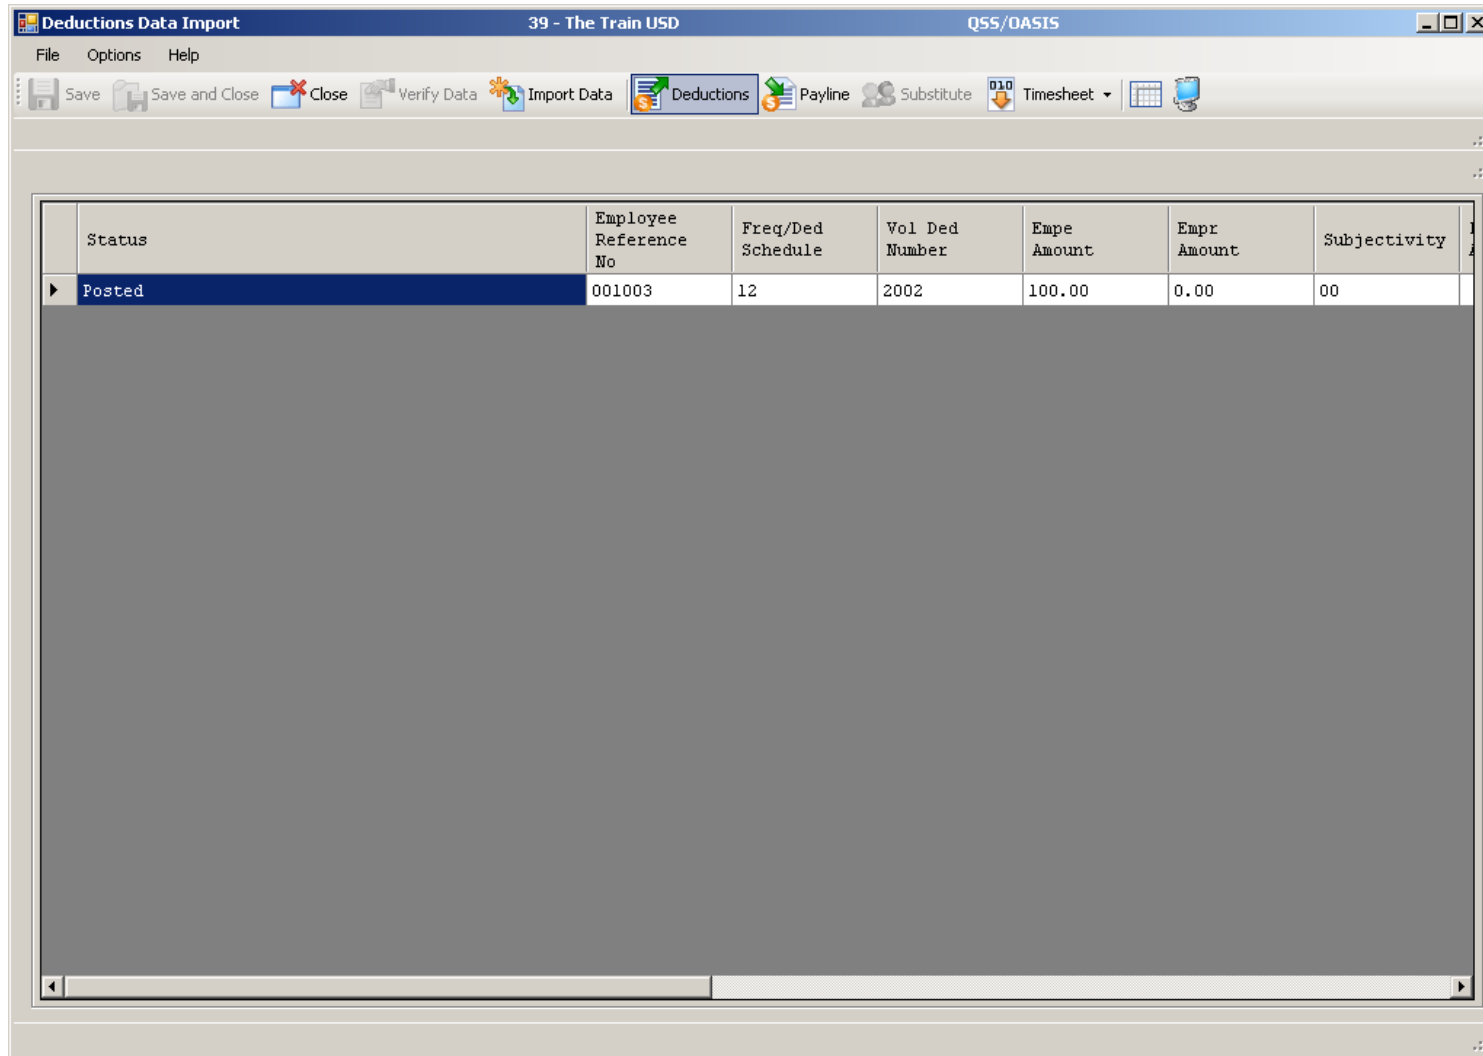 Deductions Data Import 39 - The Train USD QSS/OASIS
File Options Help
Save Save and Close Close Verify Data Import Data Deductions Payline Substitute 010 Timesheet
Status Employee Reference No Freq/Ded Schedule Vol Ded Number Empe Amount Empr Amount Subjectivity
Posted 001003 12 2002 100.00 0.00 00